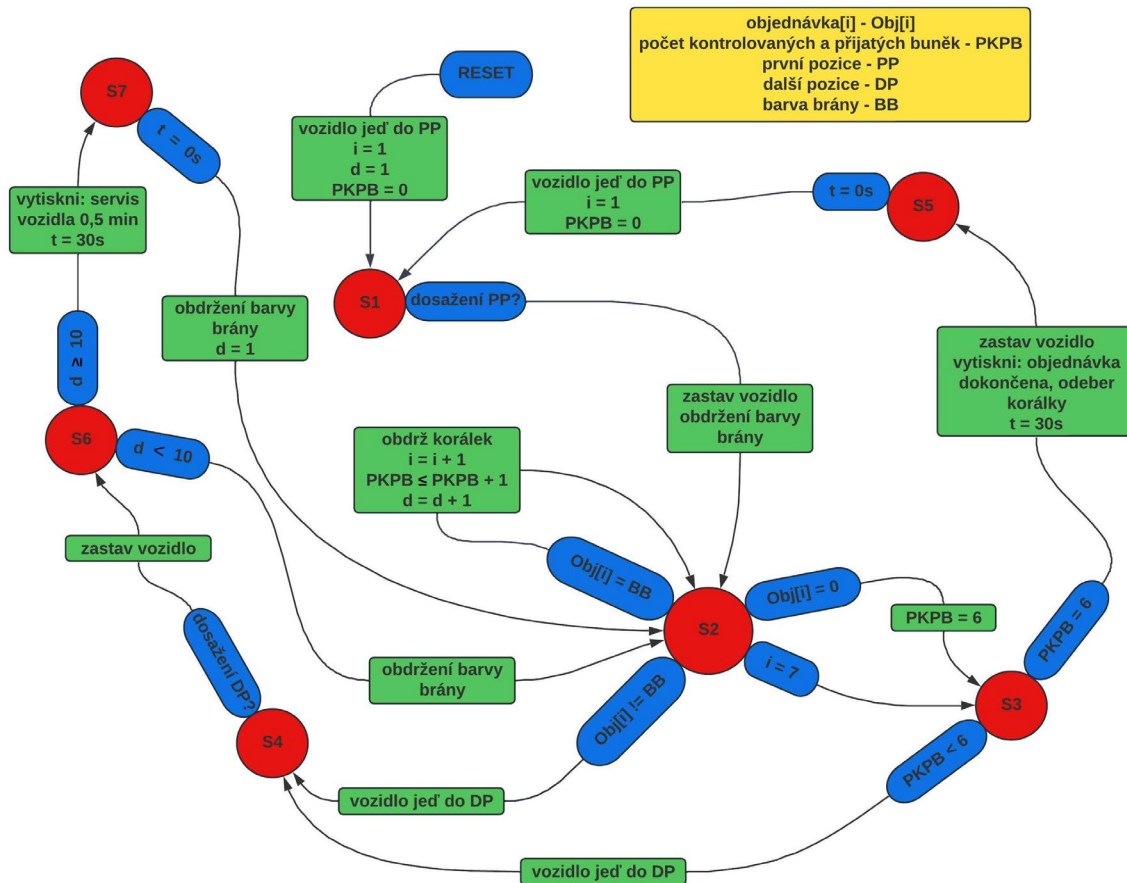 objednávka[i] - Obj[i]
počet kontrolovaných a přijatých buněk - PKPB
první pozice - PP
další pozice - DP
barva brány - BB
RESET
vozidlo jeď do PP
i = 1
d = 1
PKPB = 0
S7
t = 0s
vytiskni: servis
vozidla 0,5 min
t = 30s
vozidlo jeď do PP
i = 1
PKPB = 0
t = 0s
S5
S1
dosažení PP?
obdržení barvy
brány
d = 1
d ≥ 10
S6
d < 10
zastav vozidlo
vytiskni: objednávka
dokončena, odeber
korálky
t = 30s
zastav vozidlo
obdržení barvy
brány
obdrž korálek
i = i + 1
PKPB ≤ PKPB + 1
d = d + 1
zastav vozidlo
Obj[i] = BB
Obj[i] = 0
S2
PKPB = 6
PKPB = 6
i = 7
dosažení DP?
obdržení barvy
brány
Obj[i] != BB
S3
S4
PKPB < 6
vozidlo jeď do DP
vozidlo jeď do DP